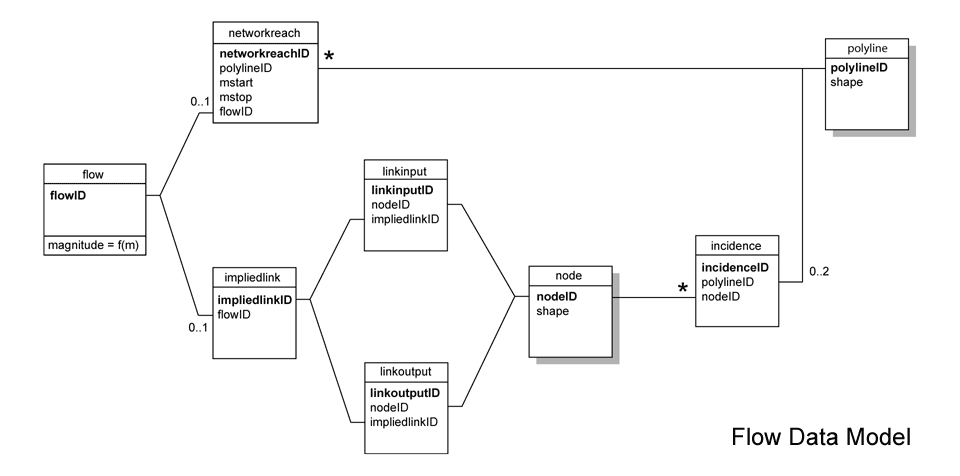 networkreach
networkreachID
polylineID
mstart
mstop
flowID
*
0..1
polyline
polylineID
shape
flow
flowID
magnitude = f(m)
linkinput
linkinputID
nodeID
impliedlinkID
impliedlink
impliedlinkID
flowID
0..1
node
nodeID
shape
*
incidence
incidenceID
polylineID
nodeID
0..2
linkoutput
linkoutputID
nodeID
impliedlinkID
Flow Data Model